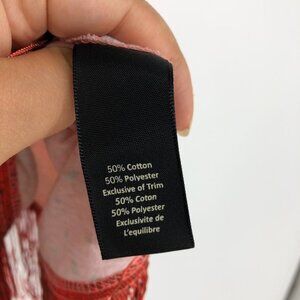 50% Cotton
50% Polyester
Exclusive of Trim
50% Coton
50% Polyester
Exclusivite de
L'equilibre